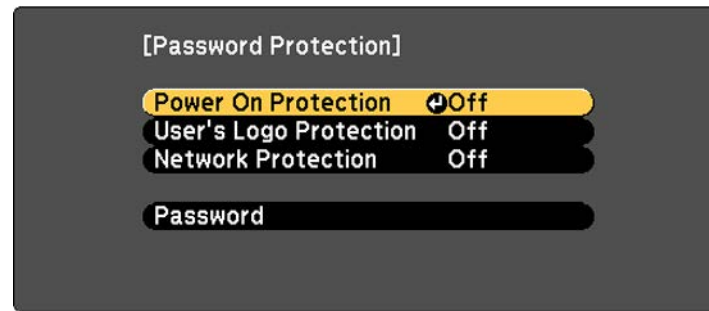 [Password Protection]
Power On Protection Off
User's Logo Protection Off
Network Protection Off
Password